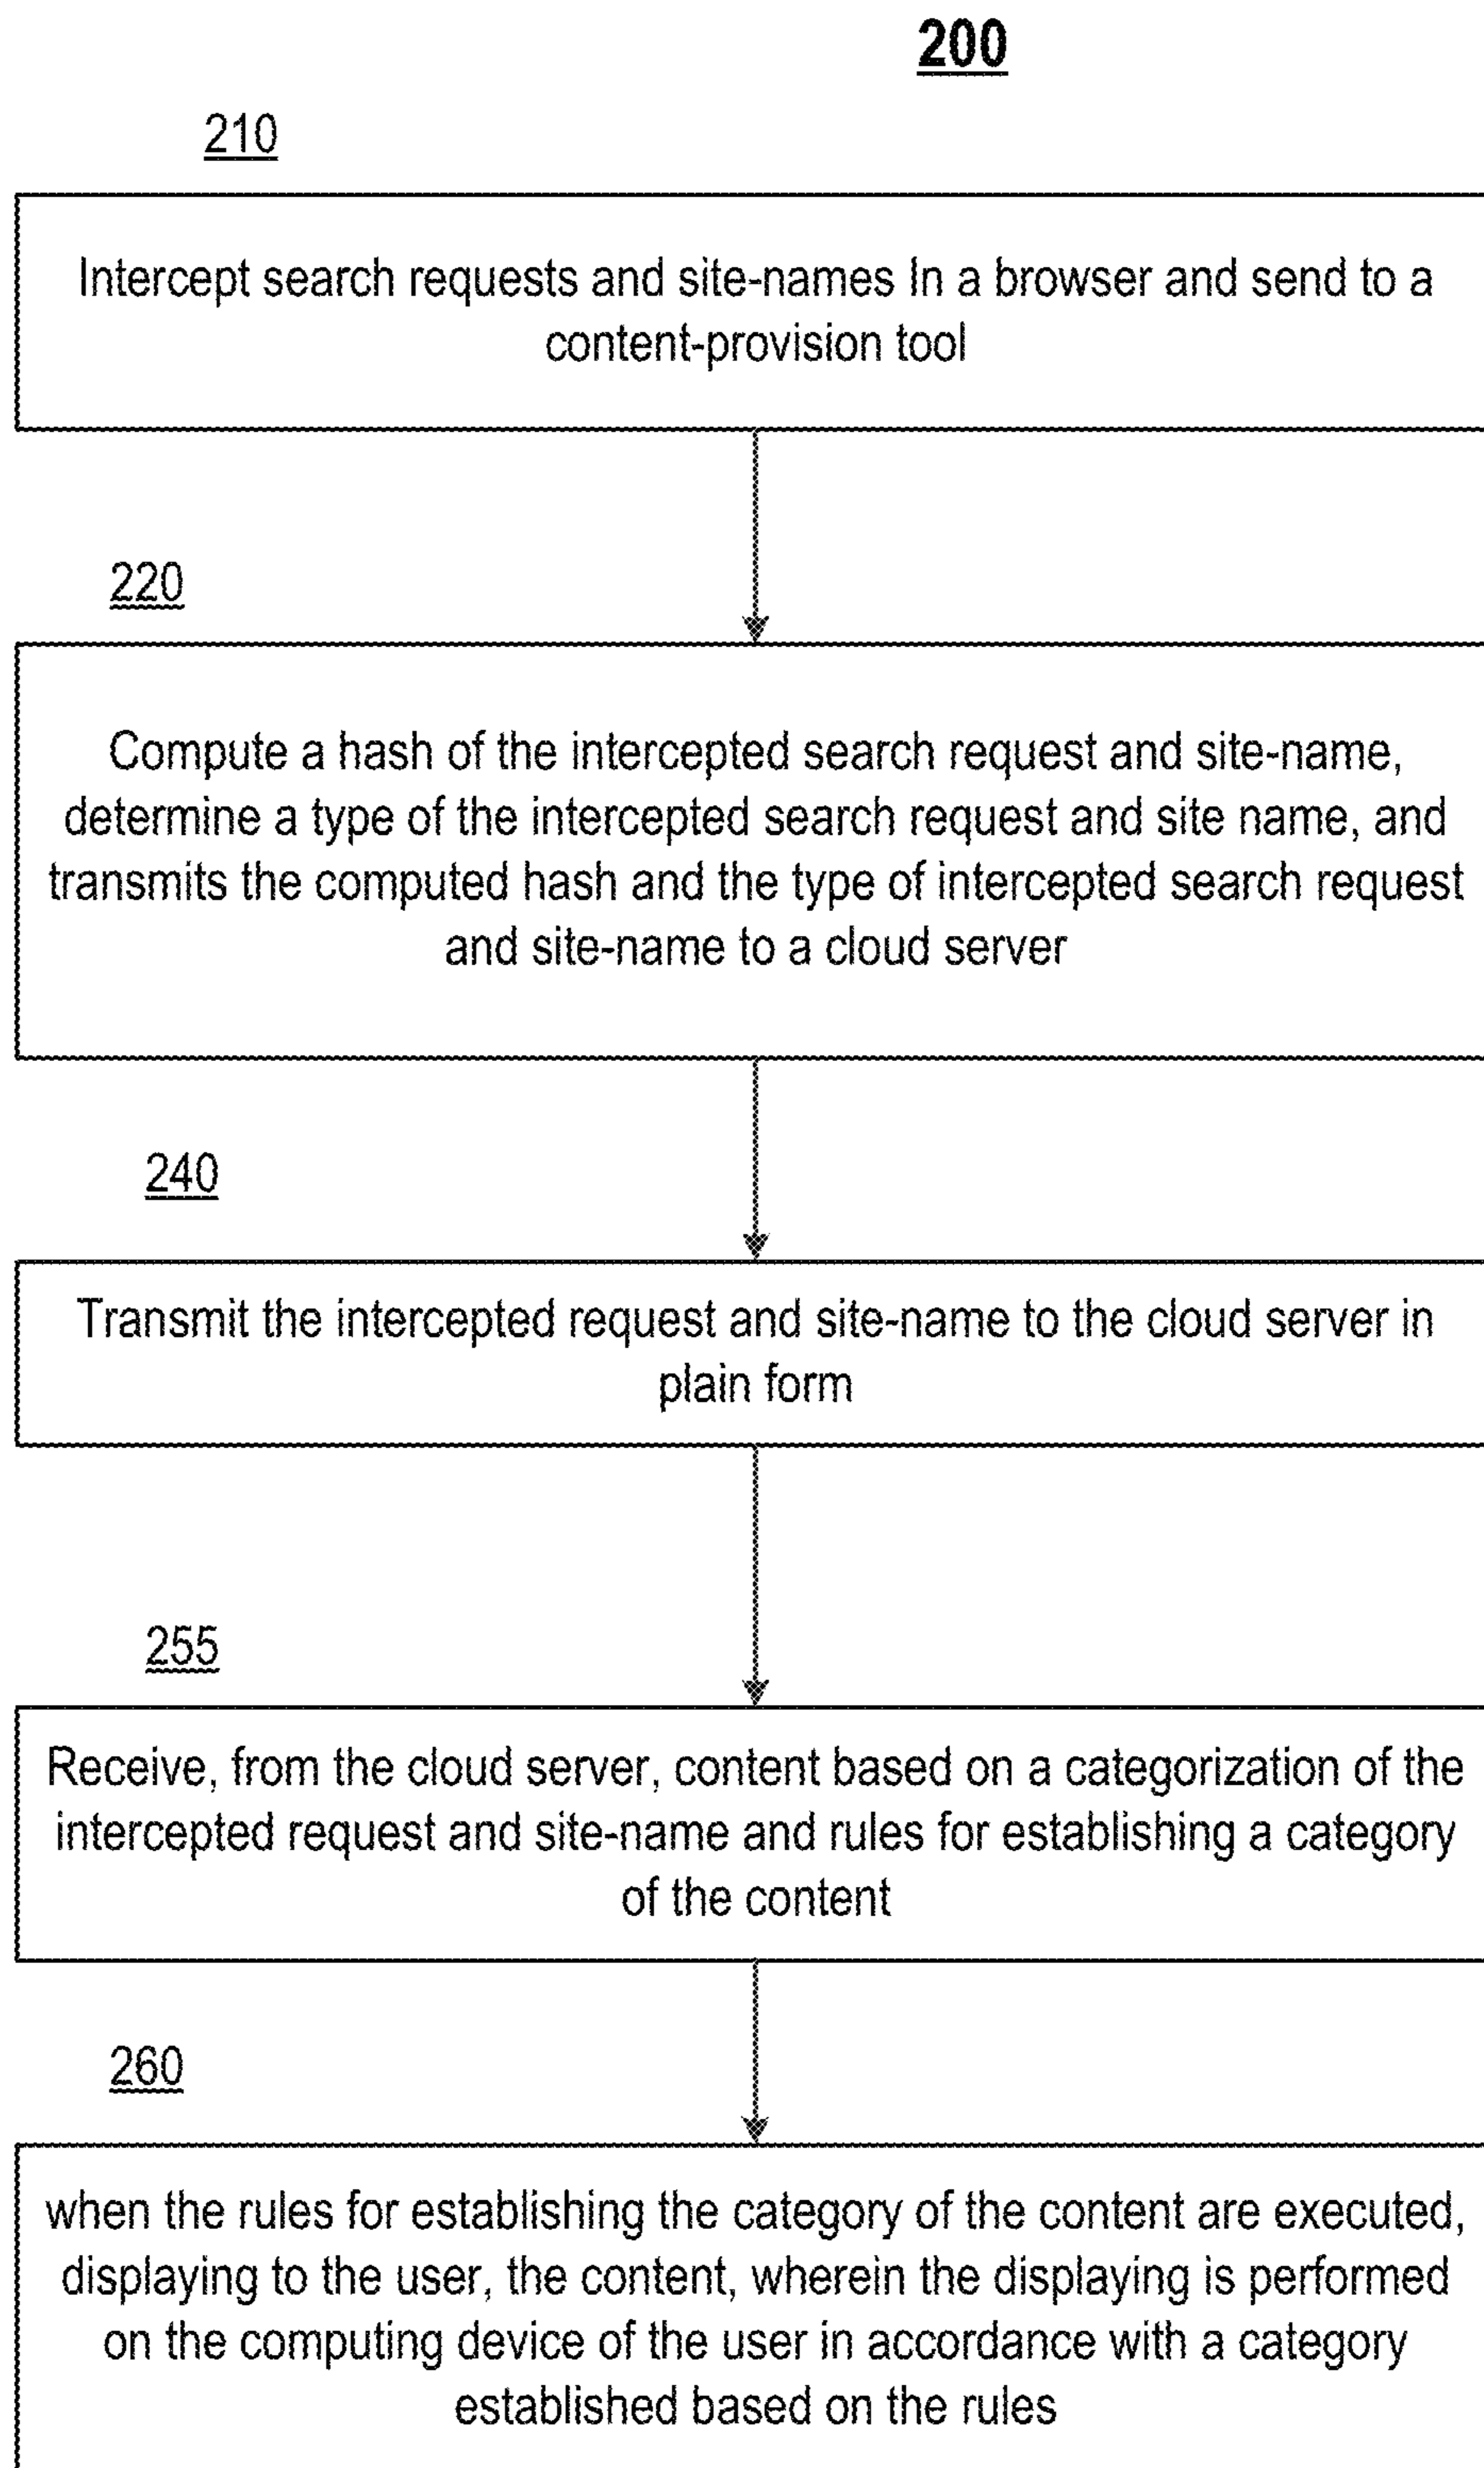 200
210
Intercept search requests and site-names In a browser and send to a
content-provision tool
220
Compute a hash of the intercepted search request and site-name,
determine a type of the intercepted search request and site name, and
transmits the computed hash and the type of intercepted search request
and site-name to a cloud server
240
Transmit the intercepted request and site-name to the cloud server in
plain form
255
Receive, from the cloud server, content based on a categorization of the
intercepted request and site-name and rules for establishing a category
of the content
260
when the rules for establishing the category of the content are executed,
displaying to the user, the content, wherein the displaying is performed
on the computing device of the user in accordance with a category
established based on the rules